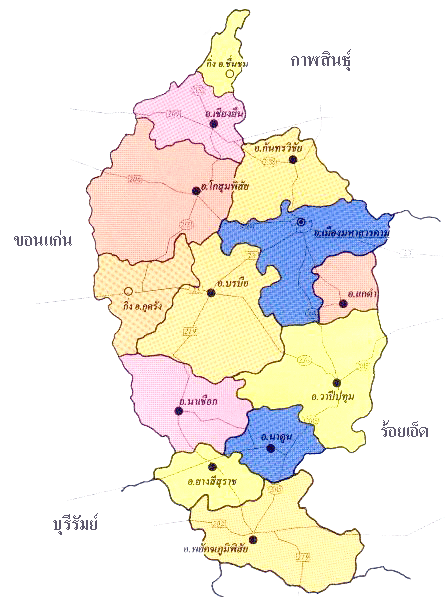 กาฬสินธุ์
กิ่ง อ.ชื่นชม
อ.เชียงยืน
อ.กันทรวิชัย
อ.โกสุมพิสัย
อ.เมืองมหาสารคาม
ขอนแก่น
อ.บรบือ
กิ่ง อ.กุดรัง
อ.แกดำ
อ.วาปีปทุม
อ.นาเชือก
ร้อยเอ็ด
อ.นาดูน
อ.ยางสีสุราช
บุรีรัมย์
อ.พยัคฆภูมิพิสัย